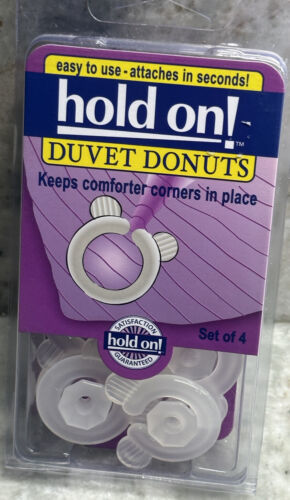 easy to use - attaches in seconds!
hold on!™
DUVET DONUTS
Keeps comforter corners in place
Set of 4
SATISFACTION
hold on!
GUARANTEED